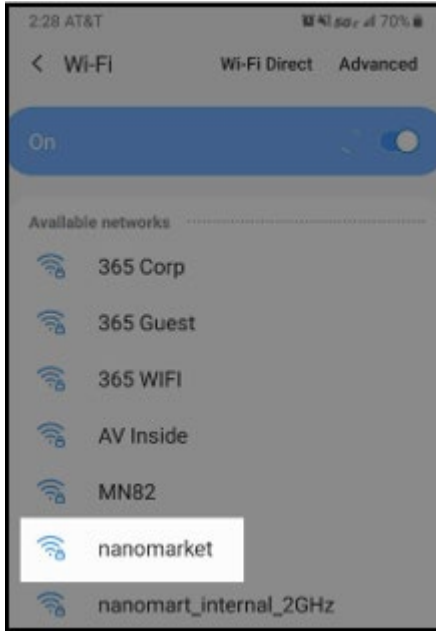 2:28 AT&T 70%
< Wi-Fi Wi-Fi Direct Advanced
On
Available networks
365 Corp
365 Guest
365 WIFI
AV Inside
MN82
nanomarket
nanomart_internal_2GHz